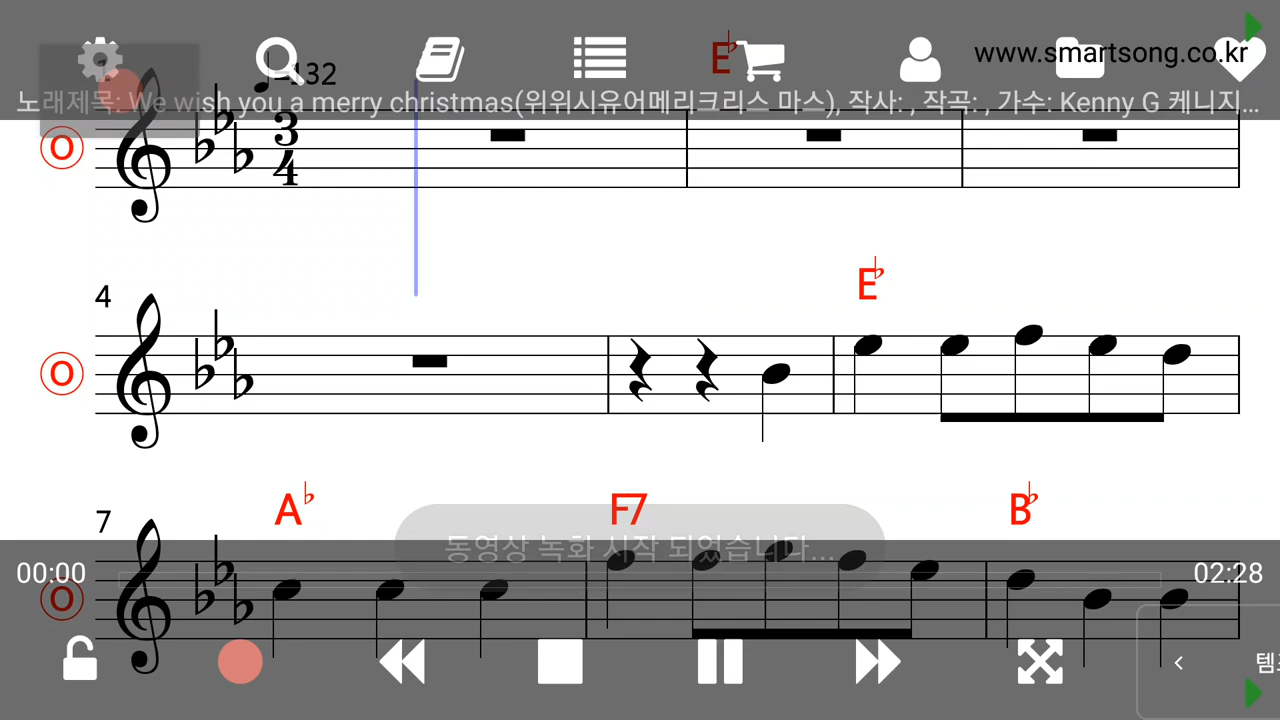 E♭
www.smartsong.co.kr
=132
노래제목: We wish you a merry christmas(위위시유어메리크리스 마스), 작사: , 작곡: , 가수: Kenny G 케니지...
O
3
4
E♭
4
O
7
A♭ F7 B♭
동영상 녹화 시작 되었습니다...
00:00
02:28
O